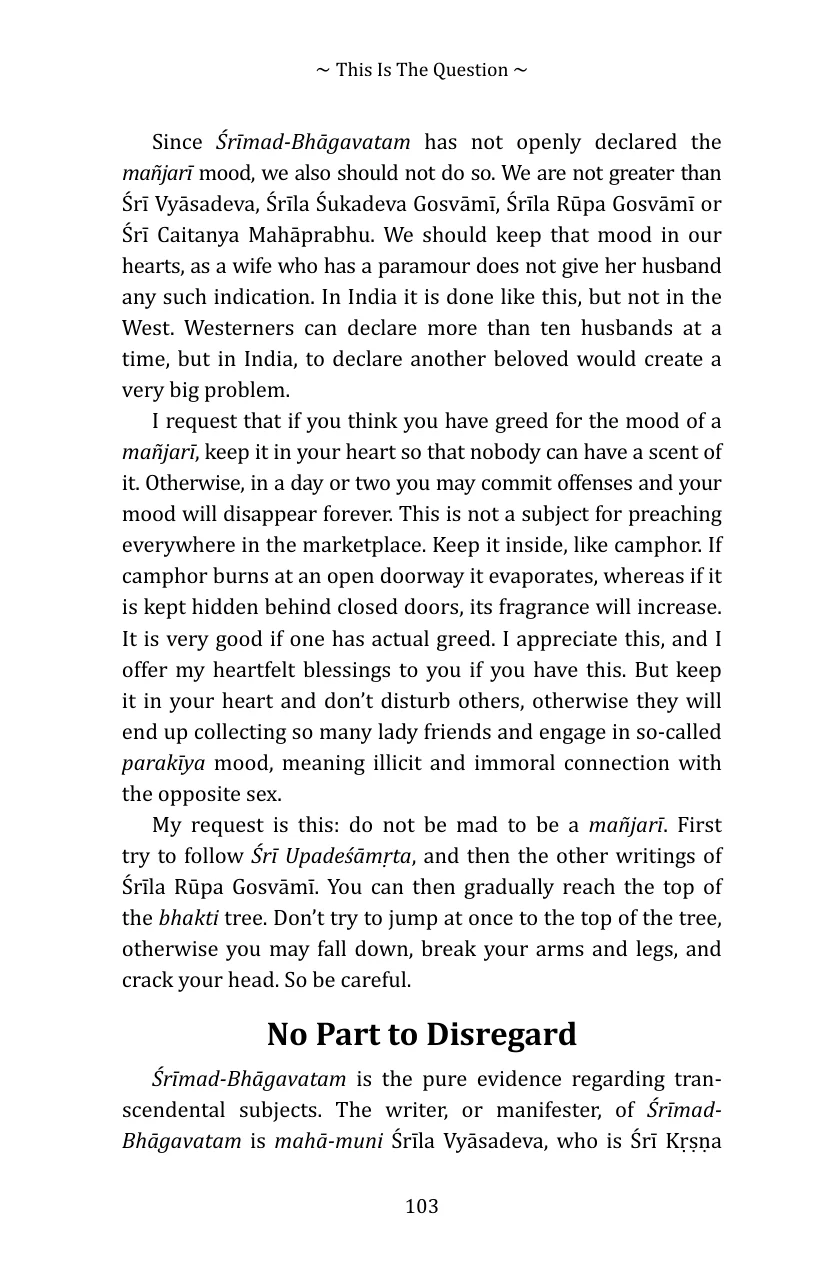 ~ This Is The Question ~
Since Śrīmad-Bhāgavatam has not openly declared the
mañjarī mood, we also should not do so. We are not greater than
Śrī Vyāsadeva, Śrīla Śukadeva Gosvāmī, Śrīla Rūpa Gosvāmī or
Śrī Caitanya Mahāprabhu. We should keep that mood in our
hearts, as a wife who has a paramour does not give her husband
any such indication. In India it is done like this, but not in the
West. Westerners can declare more than ten husbands at a
time, but in India, to declare another beloved would create a
very big problem.
I request that if you think you have greed for the mood of a
mañjarī, keep it in your heart so that nobody can have a scent of
it. Otherwise, in a day or two you may commit offenses and your
mood will disappear forever. This is not a subject for preaching
everywhere in the marketplace. Keep it inside, like camphor. If
camphor burns at an open doorway it evaporates, whereas if it
is kept hidden behind closed doors, its fragrance will increase.
It is very good if one has actual greed. I appreciate this, and I
offer my heartfelt blessings to you if you have this. But keep
it in your heart and don’t disturb others, otherwise they will
end up collecting so many lady friends and engage in so-called
parakīya mood, meaning illicit and immoral connection with
the opposite sex.
My request is this: do not be mad to be a mañjarī. First
try to follow Śrī Upadeśāmṛta, and then the other writings of
Śrīla Rūpa Gosvāmī. You can then gradually reach the top of
the bhakti tree. Don’t try to jump at once to the top of the tree,
otherwise you may fall down, break your arms and legs, and
crack your head. So be careful.
No Part to Disregard
Śrīmad-Bhāgavatam is the pure evidence regarding tran-
scendental subjects. The writer, or manifester, of Śrīmad-
Bhāgavatam is mahā-muni Śrīla Vyāsadeva, who is Śrī Kṛṣṇa
103